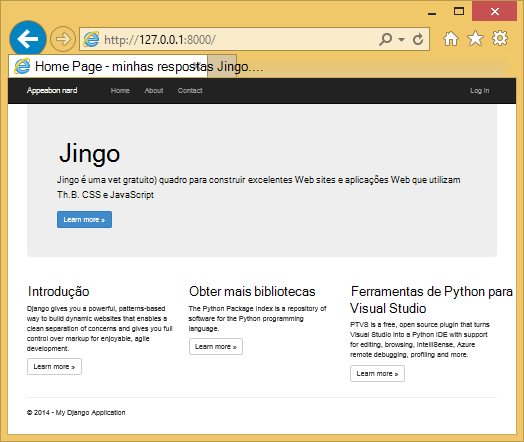 http://127.0.0.1:8000/
Home Page - minhas respostas Jingo....
Appeabon nard Home About Contact Log in
Jingo
Jingo é uma vet gratuito) quadro para construir excelentes Web sites e aplicações Web que utilizam
Th.B. CSS e JavaScript
Learn more »
Introdução
Django gives you a powerful, patterns-based
way to build dynamic websites that enables a
clean separation of concerns and gives you full
control over markup for enjoyable, agile
development.
Learn more »
Obter mais bibliotecas
The Python Package Index is a repository of
software for the Python programming
language.
Learn more »
Ferramentas de Python para
Visual Studio
PTVS is a free, open source plugin that turns
Visual Studio into a Python IDE with support
for editing, browsing, IntelliSense, Azure
remote debugging, profiling and more.
Learn more »
© 2014 - My Django Application